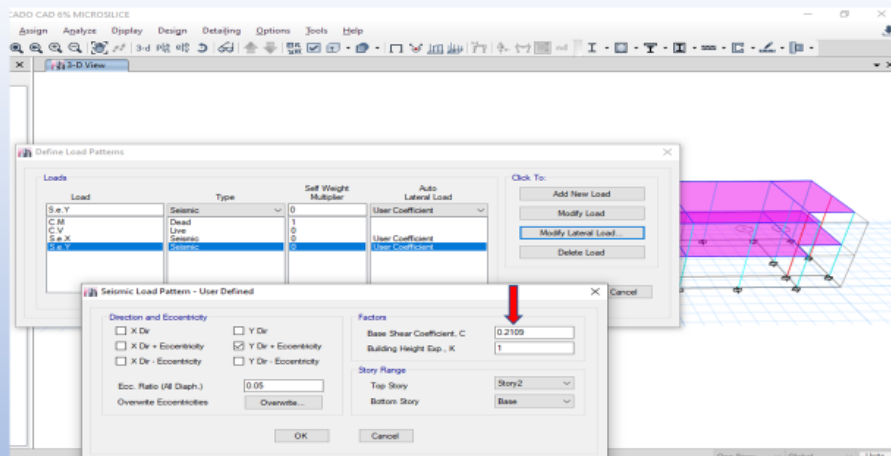 CADO CAD 6% MICROSILICE
Assign Analyze Display Design Detailing Options Tools Help
3-d
3-D View
Define Load Patterns
Loads
Click To:
Load Type Self Weight Multiplier Auto Lateral Load
S.e.Y Seismic 0 User Coefficient
C.M Dead 1
C.V Live 0
S.e.X Seismic 0 User Coefficient
S.e.Y Seismic 0 User Coefficient
Add New Load
Modify Load
Modify Lateral Load...
Delete Load
Cancel
Seismic Load Pattern - User Defined
Direction and Eccentricity
X Dir Y Dir
X Dir + Eccentricity Y Dir + Eccentricity
X Dir - Eccentricity Y Dir - Eccentricity
Ecc. Ratio (All Diaph.) 0.05
Overwrite Eccentricities Overwrite...
Factors
Base Shear Coefficient, C 0.2109
Building Height Exp., K 1
Story Range
Top Story Story2
Bottom Story Base
OK Cancel